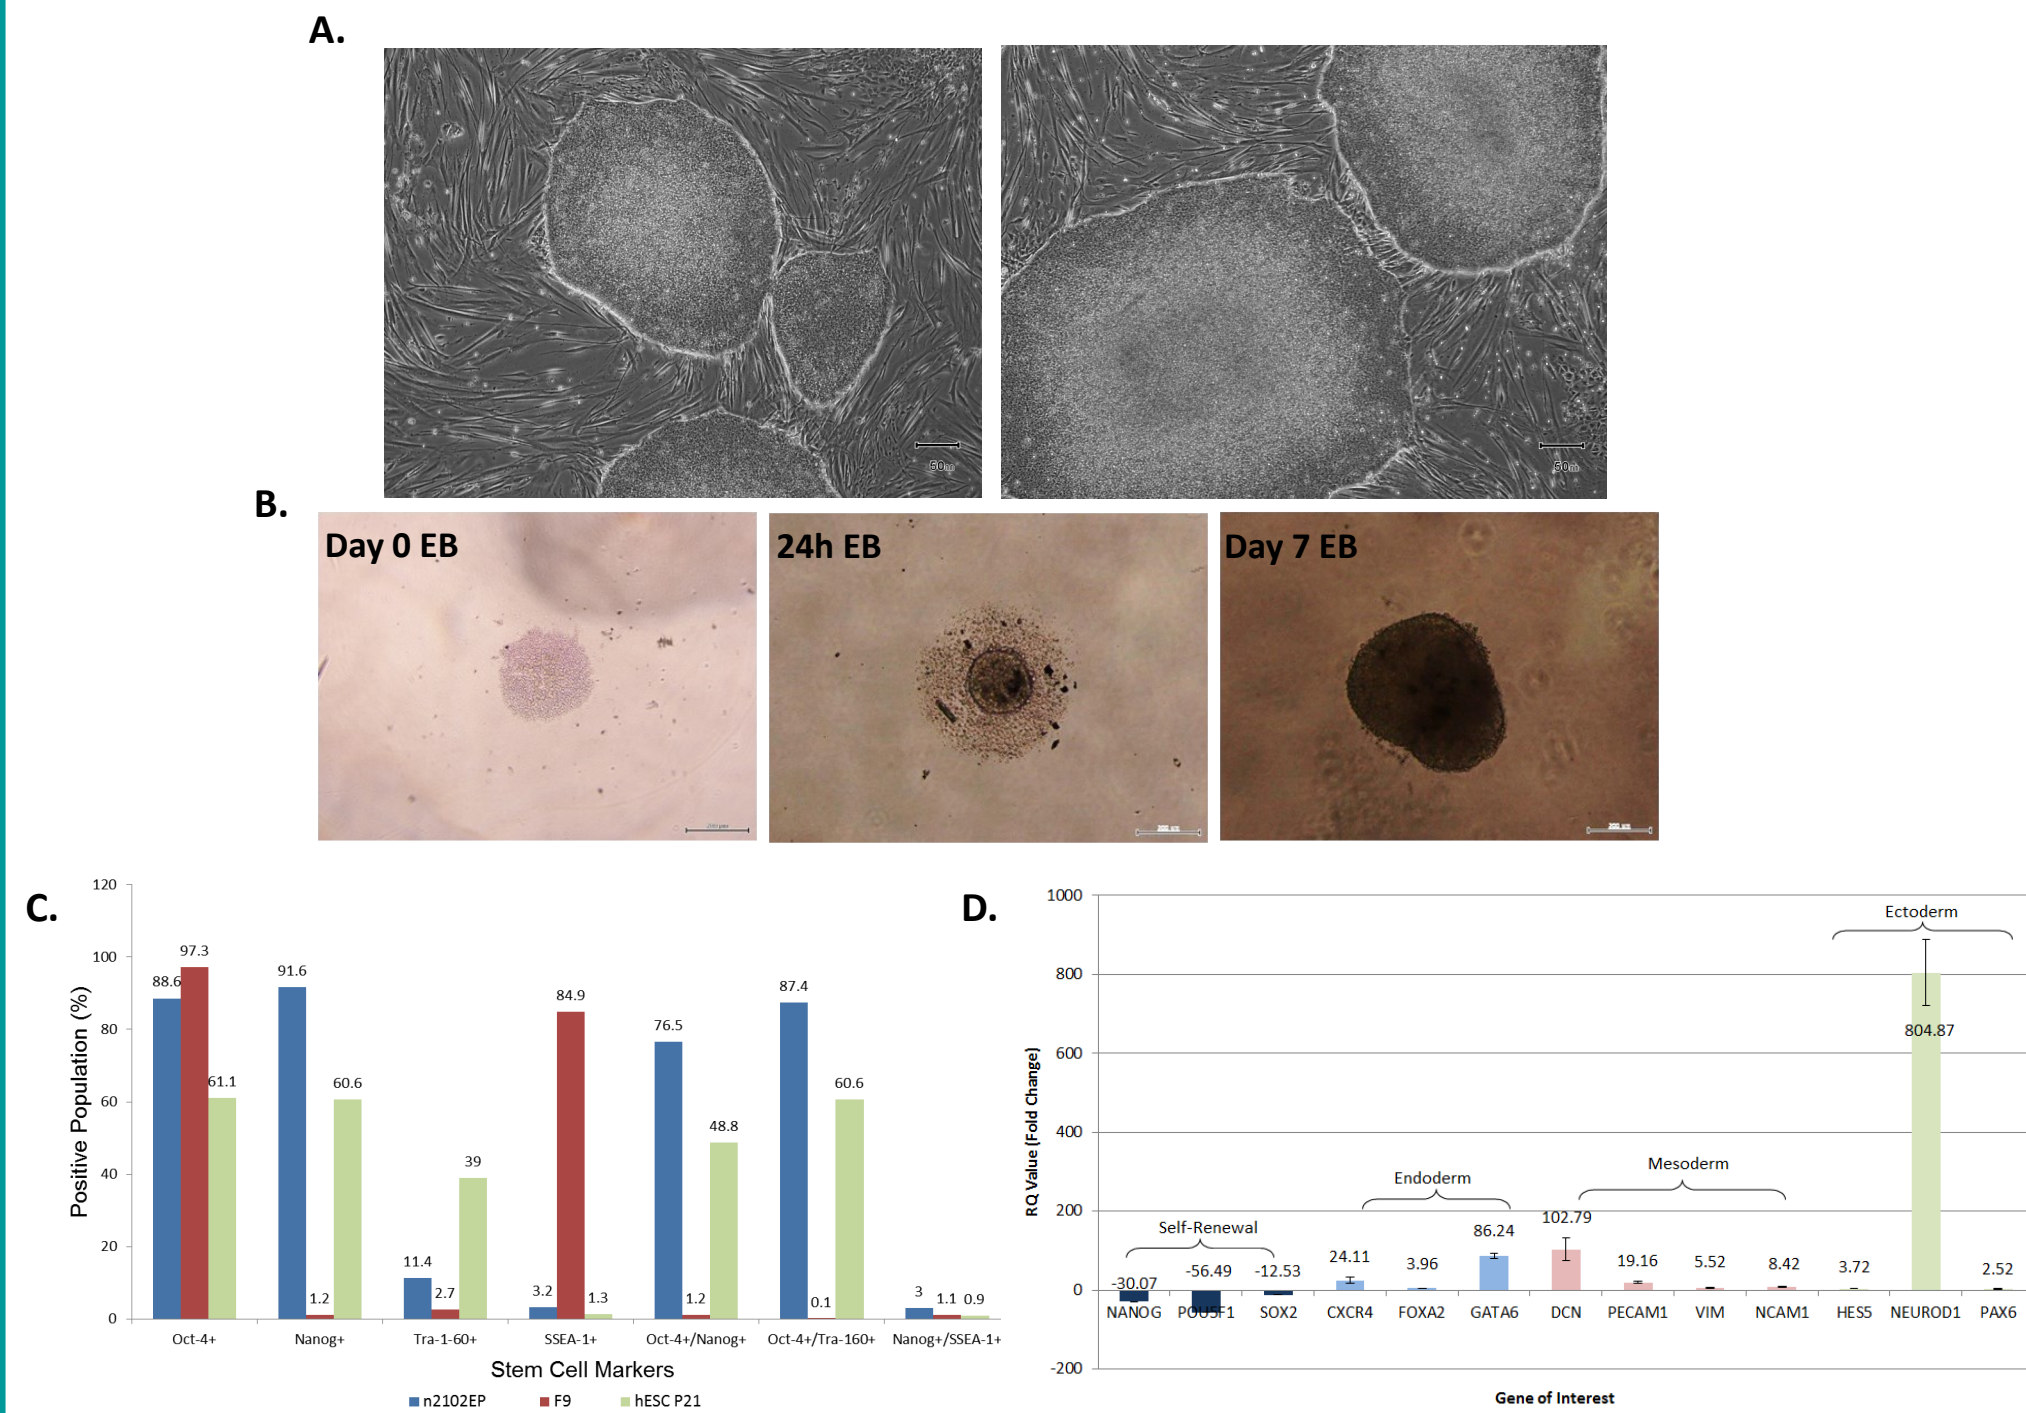 A.
50
50
B.
Day 0 EB
24h EB
Day 7 EB
C.
120
100
80
60
40
20
0
Positive Population (%)
88.6
97.3
61.1
91.6
1.2
60.6
11.4
2.7
39
3.2
84.9
1.3
76.5
1.2
48.8
87.4
0.1
60.6
3
1.1
0.9
Oct-4+
Nanog+
Tra-1-60+
SSEA-1+
Oct-4+/Nanog+
Oct-4+/Tra-160+
Nanog+/SSEA-1+
Stem Cell Markers
n2102EP
F9
hESC P21
D.
1000
800
600
400
200
0
-200
RQ Value (Fold Change)
Self-Renewal
Endoderm
Mesoderm
Ectoderm
-30.07
-56.49
-12.53
24.11
3.96
86.24
102.79
19.16
5.52
8.42
3.72
804.87
2.52
NANOG
POU5F1
SOX2
CXCR4
FOXA2
GATA6
DCN
PECAM1
VIM
NCAM1
HES5
NEUROD1
PAX6
Gene of Interest